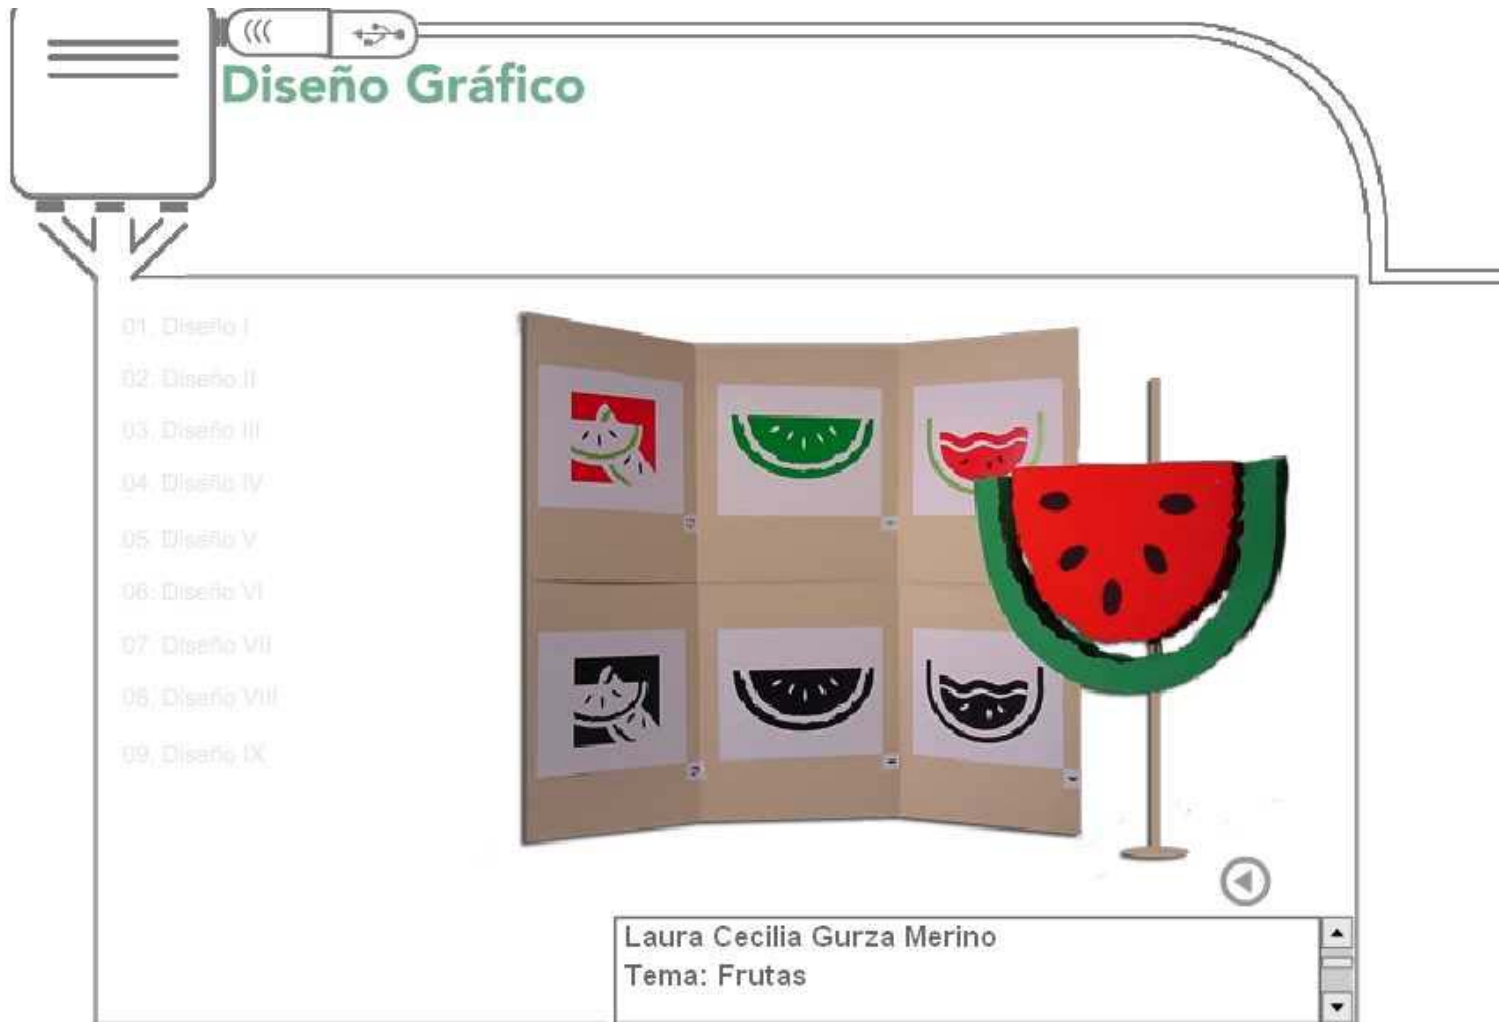 Diseño Gráfico
01. Diseño I
02. Diseño II
03. Diseño III
04. Diseño IV
05. Diseño V
06. Diseño VI
07. Diseño VII
08. Diseño VIII
09. Diseño IX
Laura Cecilia Gurza Merino
Tema: Frutas